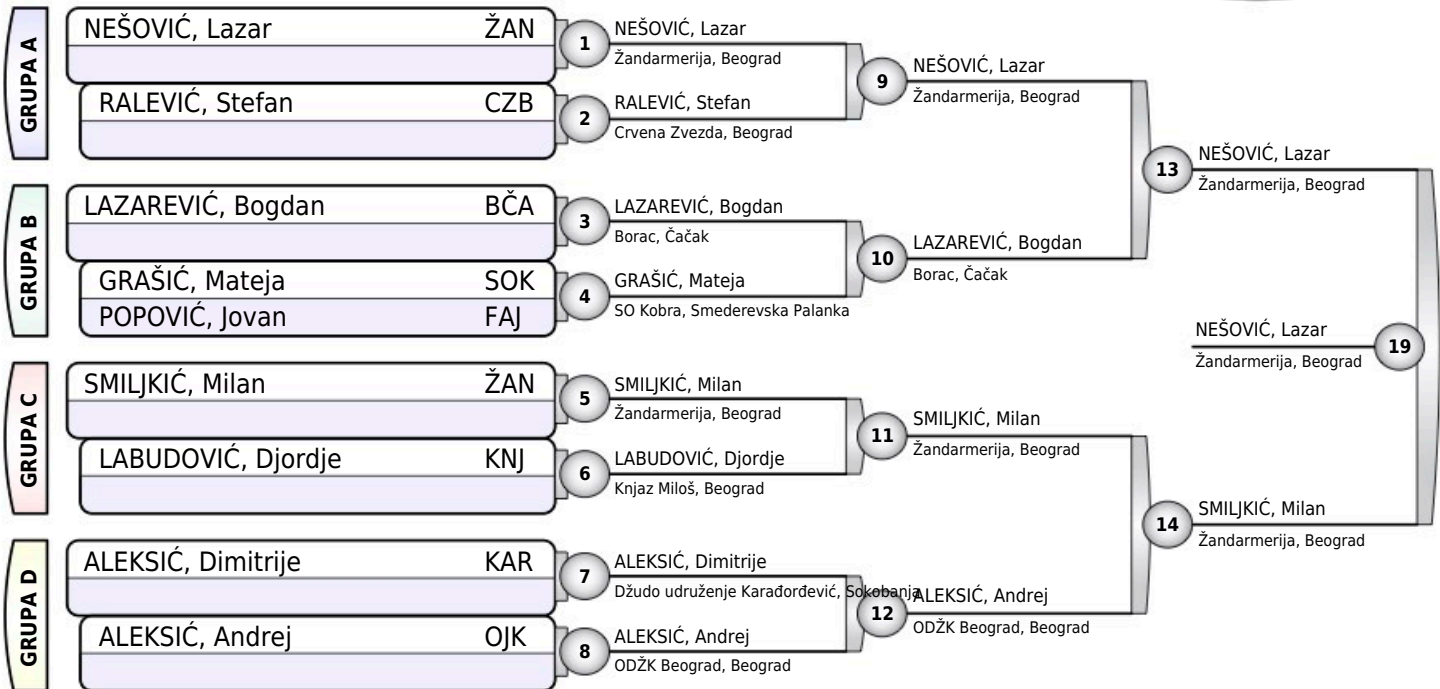 GRUPA A
NEŠOVIĆ, Lazar ŽAN
RALEVIĆ, Stefan CZB
GRUPA B
LAZAREVIĆ, Bogdan BČA
GRAŠIĆ, Mateja SOK
POPOVIĆ, Jovan FAJ
GRUPA C
SMILJKIĆ, Milan ŽAN
LABUDOVIĆ, Djordje KNJ
GRUPA D
ALEKSIĆ, Dimitrije KAR
ALEKSIĆ, Andrej OJK
1
NEŠOVIĆ, Lazar
Žandarmerija, Beograd
2
RALEVIĆ, Stefan
Crvena Zvezda, Beograd
3
LAZAREVIĆ, Bogdan
Borac, Čačak
4
GRAŠIĆ, Mateja
SO Kobra, Smederevska Palanka
5
SMILJKIĆ, Milan
Žandarmerija, Beograd
6
LABUDOVIĆ, Djordje
Knjaz Miloš, Beograd
7
ALEKSIĆ, Dimitrije
Džudo udruženje Karađorđević, Sokobanja
8
ALEKSIĆ, Andrej
ODŽK Beograd, Beograd
9
NEŠOVIĆ, Lazar
Žandarmerija, Beograd
10
LAZAREVIĆ, Bogdan
Borac, Čačak
11
SMILJKIĆ, Milan
Žandarmerija, Beograd
12
ALEKSIĆ, Andrej
ODŽK Beograd, Beograd
13
NEŠOVIĆ, Lazar
Žandarmerija, Beograd
14
SMILJKIĆ, Milan
Žandarmerija, Beograd
NEŠOVIĆ, Lazar
Žandarmerija, Beograd
19